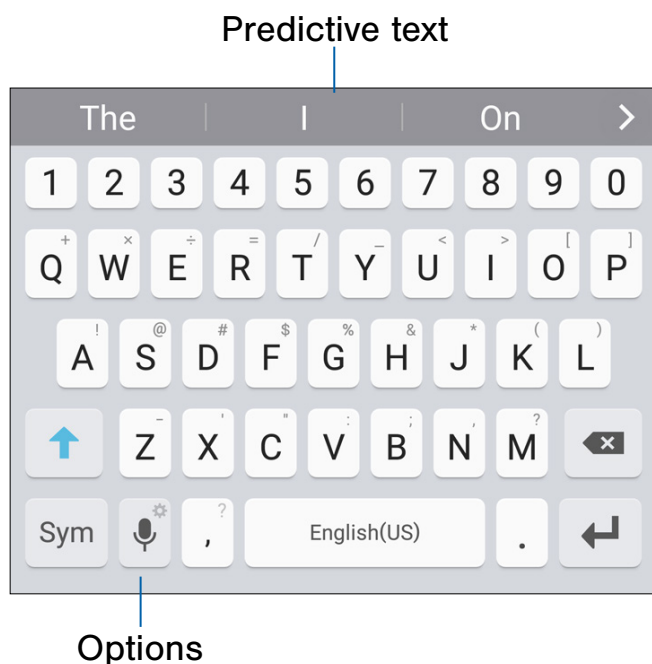 Predictive text
The I On >
1 2 3 4 5 6 7 8 9 0
+ × ÷ = / _ < > [ ]
Q W E R T Y U I O P
! @ # $ % & * ( )
A S D F G H J K L
- ' " : ; , ?
Z X C V B N M
?
Sym , English(US) .
Options